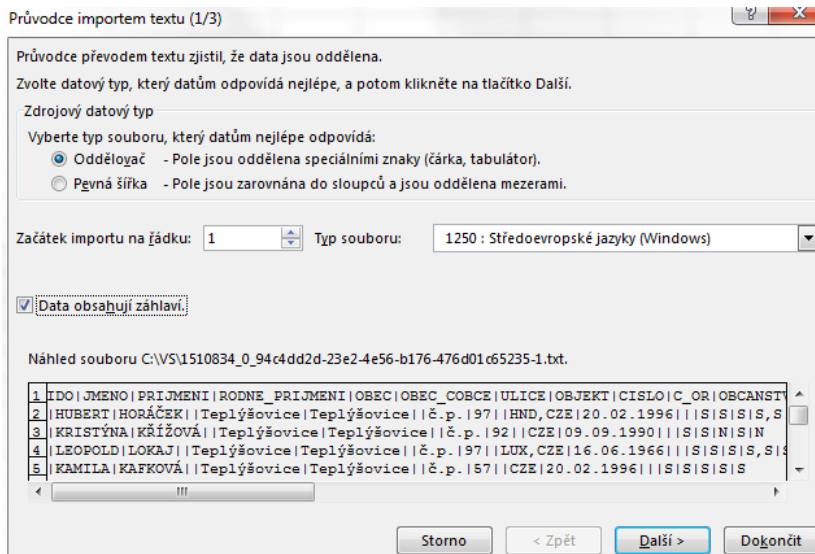 Průvodce importem textu (1/3)
Průvodce převodem textu zjistil, že data jsou oddělena.
Zvolte datový typ, který datům odpovídá nejlépe, a potom klikněte na tlačítko Další.
Zdrojový datový typ
Vyberte typ souboru, který datům nejlépe odpovídá:
Oddělovač - Pole jsou oddělena speciálními znaky (čárka, tabulátor).
Pevná šířka - Pole jsou zarovnána do sloupců a jsou oddělena mezerami.
Začátek importu na řádku: 1 Typ souboru: 1250 : Středoevropské jazyky (Windows)
Data obsahují záhlaví.
Náhled souboru C:\VS\1510834_0_94c4dd2d-23e2-4e56-b176-476d01c65235-1.txt.
1 IDO|JMENO|PRIJMENI|RODNE_PRIJMENI|OBEC|OBEC_COBCE|ULICE|OBJEKT|CISLO|C_OR|OBCANSTV
2 |HUBERT|HORÁČEK||Teplýšovice|Teplýšovice||č.p.|97||HND,CZE|20.02.1996|||S|S|S|S,S
3 |KRISTÝNA|KŘÍŽOVÁ||Teplýšovice|Teplýšovice||č.p.|92||CZE|09.09.1990|||S|S|N|S|N
4 |LEOPOLD|LOKAJ||Teplýšovice|Teplýšovice||č.p.|97||LUX,CZE|16.06.1966|||S|S|S|S,S|S
5 |KAMILA|KAFKOVÁ||Teplýšovice|Teplýšovice||č.p.|57||CZE|20.02.1996|||S|S|S|S|S
Storno < Zpět Další > Dokončit